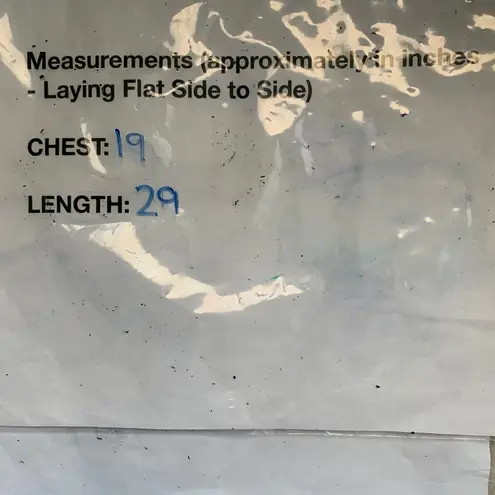 Measurements (approximately in inches
- Laying Flat Side to Side)
CHEST: 19
LENGTH: 29